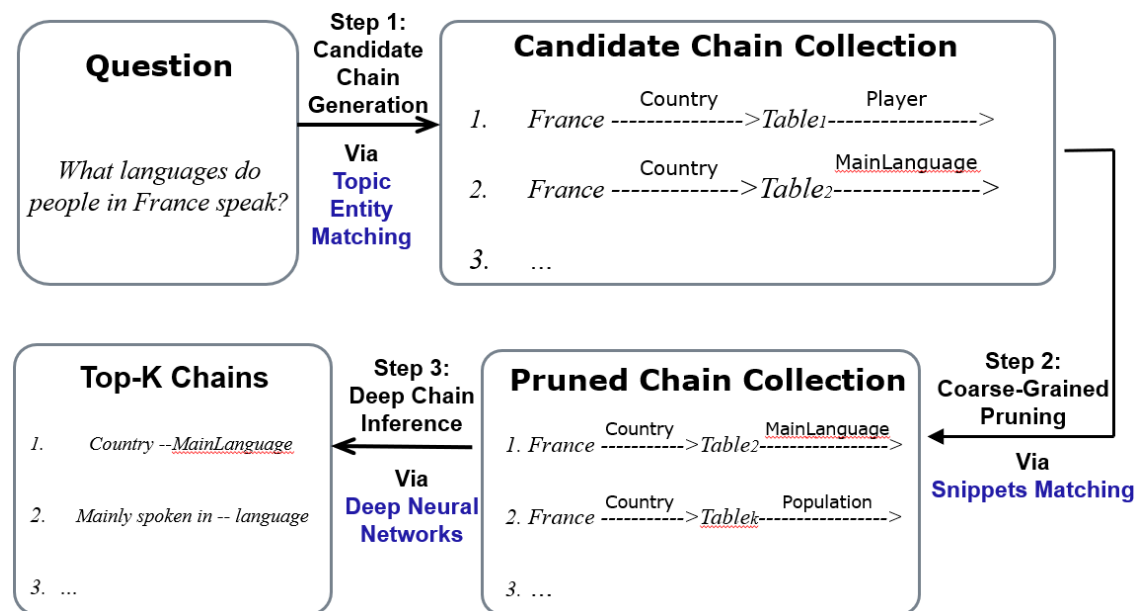 Question
What languages do
people in France speak?
Step 1:
Candidate
Chain
Generation
Via
Topic
Entity
Matching
Candidate Chain Collection
1. France --Country--> Table1 --Player-->
2. France --Country--> Table2 --MainLanguage-->
3. ...
Step 2:
Coarse-Grained
Pruning
Via
Snippets Matching
Pruned Chain Collection
1. France --Country--> Table2 --MainLanguage-->
2. France --Country--> Tablek --Population-->
3. ...
Step 3:
Deep Chain
Inference
Via
Deep Neural
Networks
Top-K Chains
1. Country --MainLanguage
2. Mainly spoken in -- language
3. ...